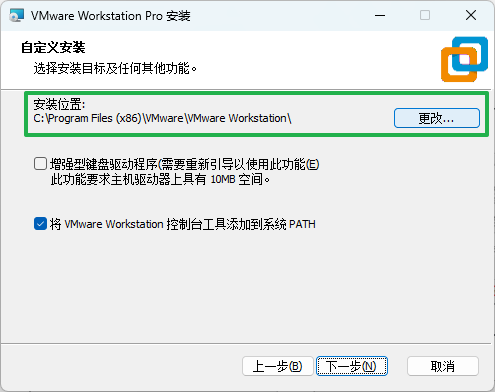 VMware Workstation Pro 安装
自定义安装
选择安装目标及任何其他功能。
安装位置:
C:\Program Files (x86)\VMware\VMware Workstation\
更改...
增强型键盘驱动程序(需要重新引导以使用此功能(E)
此功能要求主机驱动器上具有 10MB 空间。
将 VMware Workstation 控制台工具添加到系统 PATH
上一步(B)
下一步(N)
取消